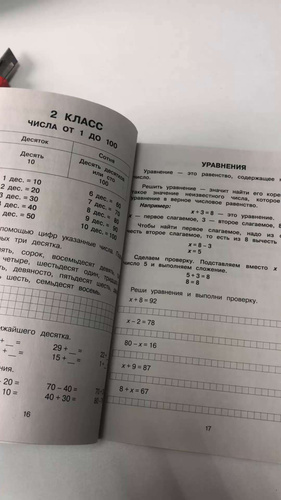 2 КЛАСС
ЧИСЛА ОТ 1 ДО 100
Десяток
Сотня
Десять
10
Десять десятков
или сто
100
1 дес. = 10
2 дес. = 20
3 дес. = 30
4 дес. = 40
дес. = 50
6 дес. = 60
7 дес. = 70
8 дес. = 80
9 дес. = 90
10 дес. = 100
помощью цифр указанные числа.
три десятка.
сорок, восемьдесят
четыре, шестьдесят один,
девяносто, пятьдесят шесть,
шесть, семьдесят восемь.
десятка.
29 + __
15 + __
20 =
30 =
70 – 40 =
40 + 30 =
16
УРАВНЕНИЯ
Уравнение — это равенство, содержащее
число.
Решить уравнение — значит найти его
такое значение неизвестного числа, которое
уравнение в верное числовое равенство.
Например:
x + 3 = 8 — это уравнение.
x — первое слагаемое, 3 — второе слагаемое, 8
Чтобы найти первое слагаемое, надо из
второе слагаемое, то есть из 8 вычесть
x = 8 – 3
x = 5
Сделаем проверку. Подставляем вместо x
число 5 и выполняем сложение.
5 + 3 = 8
8 = 8
Реши уравнения и выполни проверку.
x + 8 = 92
x – 2 = 78
80 – x = 16
x + 9 = 87
8 + x = 67
17